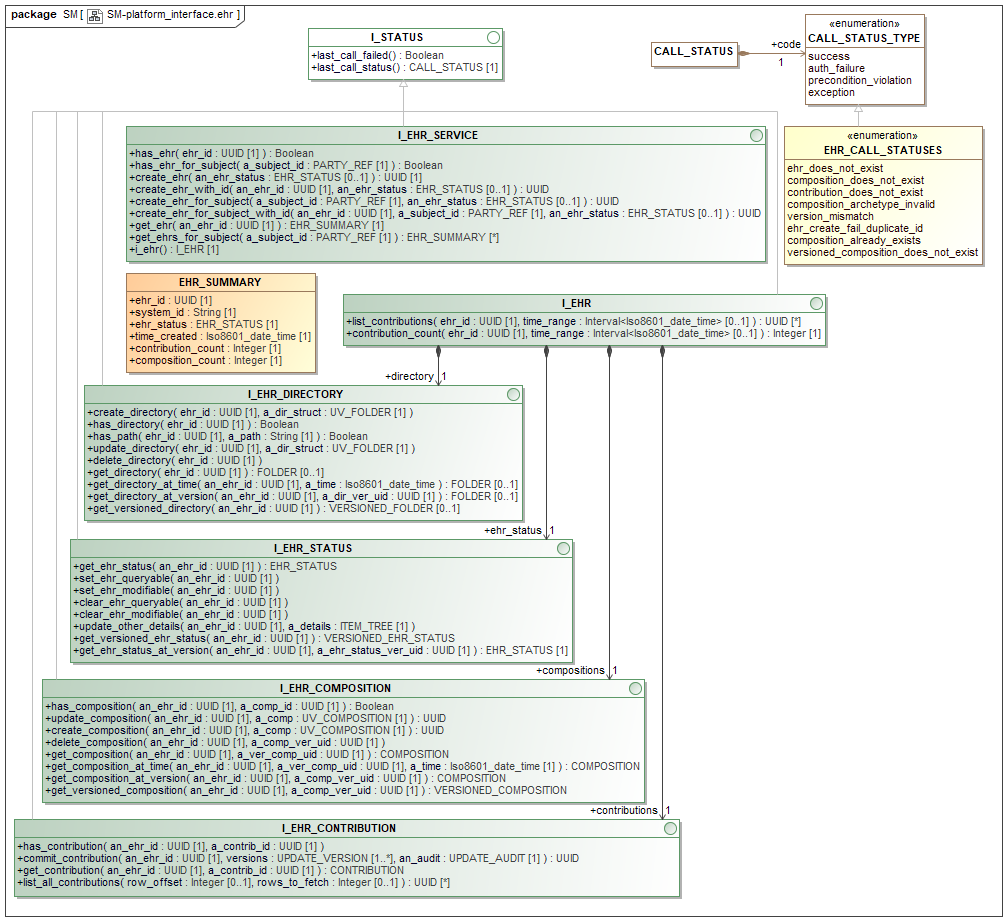 package SM [ SM-platform_interface.ehr ]
I_STATUS
+last_call_failed() : Boolean
+last_call_status() : CALL_STATUS [1]
CALL_STATUS
+code
1
«enumeration»
CALL_STATUS_TYPE
success
auth_failure
precondition_violation
exception
I_EHR_SERVICE
+has_ehr( ehr_id : UUID [1] ) : Boolean
+has_ehr_for_subject( a_subject_id : PARTY_REF [1] ) : Boolean
+create_ehr( an_ehr_status : EHR_STATUS [0..1] ) : UUID [1]
+create_ehr_with_id( an_ehr_id : UUID [1], an_ehr_status : EHR_STATUS [0..1] ) : UUID
+create_ehr_for_subject( a_subject_id : PARTY_REF [1], an_ehr_status : EHR_STATUS [0..1] ) : UUID
+create_ehr_for_subject_with_id( an_ehr_id : UUID [1], a_subject_id : PARTY_REF [1], an_ehr_status : EHR_STATUS [0..1] ) : UUID
+get_ehr( an_ehr_id : UUID [1] ) : EHR_SUMMARY [1]
+get_ehrs_for_subject( a_subject_id : PARTY_REF [1] ) : EHR_SUMMARY [*]
+i_ehr() : I_EHR [1]
«enumeration»
EHR_CALL_STATUSES
ehr_does_not_exist
composition_does_not_exist
contribution_does_not_exist
composition_archetype_invalid
version_mismatch
ehr_create_fail_duplicate_id
composition_already_exists
versioned_composition_does_not_exist
EHR_SUMMARY
+ehr_id : UUID [1]
+system_id : String [1]
+ehr_status : EHR_STATUS [1]
+time_created : Iso8601_date_time [1]
+contribution_count : Integer [1]
+composition_count : Integer [1]
I_EHR
+list_contributions( ehr_id : UUID [1], time_range : Interval<Iso8601_date_time> [0..1] ) : UUID [*]
+contribution_count( ehr_id : UUID [1], time_range : Interval<Iso8601_date_time> [0..1] ) : Integer [1]
+directory 1
I_EHR_DIRECTORY
+create_directory( ehr_id : UUID [1], a_dir_struct : UV_FOLDER [1] )
+has_directory( ehr_id : UUID [1] ) : Boolean
+has_path( ehr_id : UUID [1], a_path : String [1] ) : Boolean
+update_directory( ehr_id : UUID [1], a_dir_struct : UV_FOLDER [1] )
+delete_directory( ehr_id : UUID [1] )
+get_directory( ehr_id : UUID [1] ) : FOLDER [0..1]
+get_directory_at_time( an_ehr_id : UUID [1], a_time : Iso8601_date_time ) : FOLDER [0..1]
+get_directory_at_version( an_ehr_id : UUID [1], a_dir_ver_uid : UUID [1] ) : FOLDER [0..1]
+get_versioned_directory( an_ehr_id : UUID [1] ) : VERSIONED_FOLDER [0..1]
+ehr_status 1
I_EHR_STATUS
+get_ehr_status( an_ehr_id : UUID [1] ) : EHR_STATUS
+set_ehr_queryable( an_ehr_id : UUID [1] )
+set_ehr_modifiable( an_ehr_id : UUID [1] )
+clear_ehr_queryable( an_ehr_id : UUID [1] )
+clear_ehr_modifiable( an_ehr_id : UUID [1] )
+update_other_details( an_ehr_id : UUID [1], a_details : ITEM_TREE [1] )
+get_versioned_ehr_status( an_ehr_id : UUID [1] ) : VERSIONED_EHR_STATUS
+get_ehr_status_at_version( an_ehr_id : UUID [1], a_ehr_status_ver_uid : UUID [1] ) : EHR_STATUS [1]
+compositions 1
I_EHR_COMPOSITION
+has_composition( an_ehr_id : UUID [1], a_comp_id : UUID [1] ) : Boolean
+update_composition( an_ehr_id : UUID [1], a_comp : UV_COMPOSITION [1] ) : UUID
+create_composition( an_ehr_id : UUID [1], a_comp : UV_COMPOSITION [1] ) : UUID
+delete_composition( an_ehr_id : UUID [1], a_comp_ver_uid : UUID [1] )
+get_composition( an_ehr_id : UUID [1], a_ver_comp_uid : UUID [1] ) : COMPOSITION
+get_composition_at_time( an_ehr_id : UUID [1], a_ver_comp_uid : UUID [1], a_time : Iso8601_date_time [1] ) : COMPOSITION
+get_composition_at_version( an_ehr_id : UUID [1], a_comp_ver_uid : UUID [1] ) : COMPOSITION
+get_versioned_composition( an_ehr_id : UUID [1], a_comp_ver_uid : UUID [1] ) : VERSIONED_COMPOSITION
+contributions 1
I_EHR_CONTRIBUTION
+has_contribution( an_ehr_id : UUID [1], a_contrib_id : UUID [1] )
+commit_contribution( an_ehr_id : UUID [1], versions : UPDATE_VERSION [1..*], an_audit : UPDATE_AUDIT [1] ) : UUID
+get_contribution( an_ehr_id : UUID [1], a_contrib_id : UUID [1] ) : CONTRIBUTION
+list_all_contributions( row_offset : Integer [0..1], rows_to_fetch : Integer [0..1] ) : UUID [*]